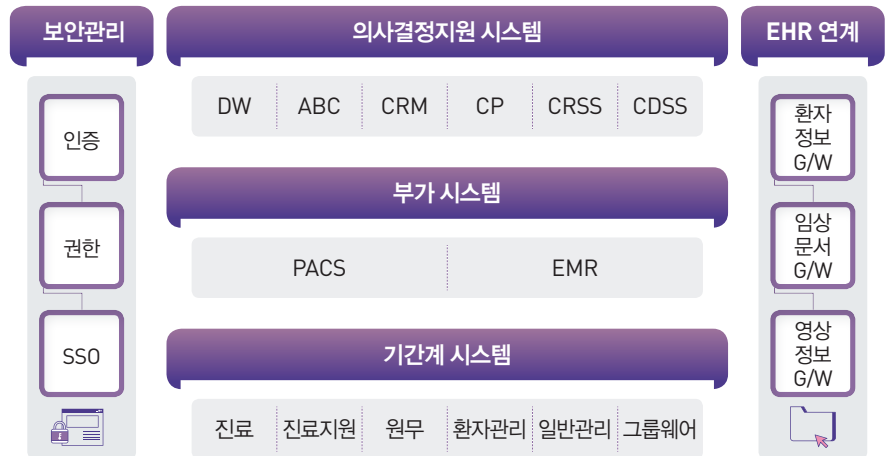 보안관리
인증
권한
SSO
의사결정지원 시스템
DW ABC CRM CP CRSS CDSS
부가 시스템
PACS EMR
기간계 시스템
진료 진료지원 원무 환자관리 일반관리 그룹웨어
EHR 연계
환자
정보
G/W
임상
문서
G/W
영상
정보
G/W